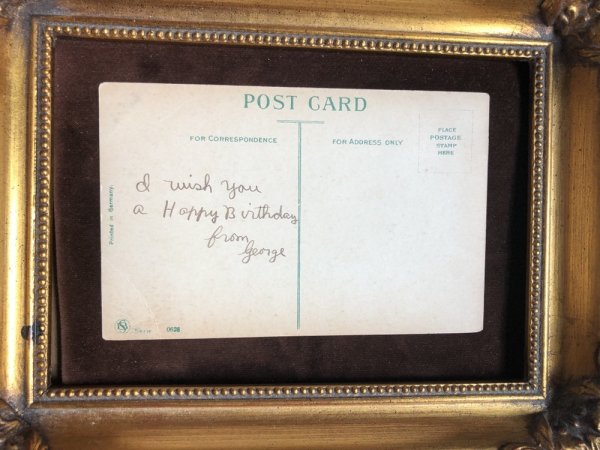 POST CARD
FOR CORRESPONDENCE
FOR ADDRESS ONLY
PLACE
POSTAGE
STAMP
HERE
I wish you
a Happy Birthday
from
George
Printed in Germany.
0628